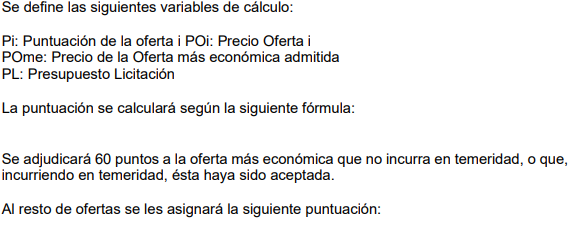 Se define las siguientes variables de cálculo:
Pi: Puntuación de la oferta i POi: Precio Oferta i
POme: Precio de la Oferta más económica admitida
PL: Presupuesto Licitación
La puntuación se calculará según la siguiente fórmula:
Se adjudicará 60 puntos a la oferta más económica que no incurra en temeridad, o que,
incurriendo en temeridad, ésta haya sido aceptada.
Al resto de ofertas se les asignará la siguiente puntuación: